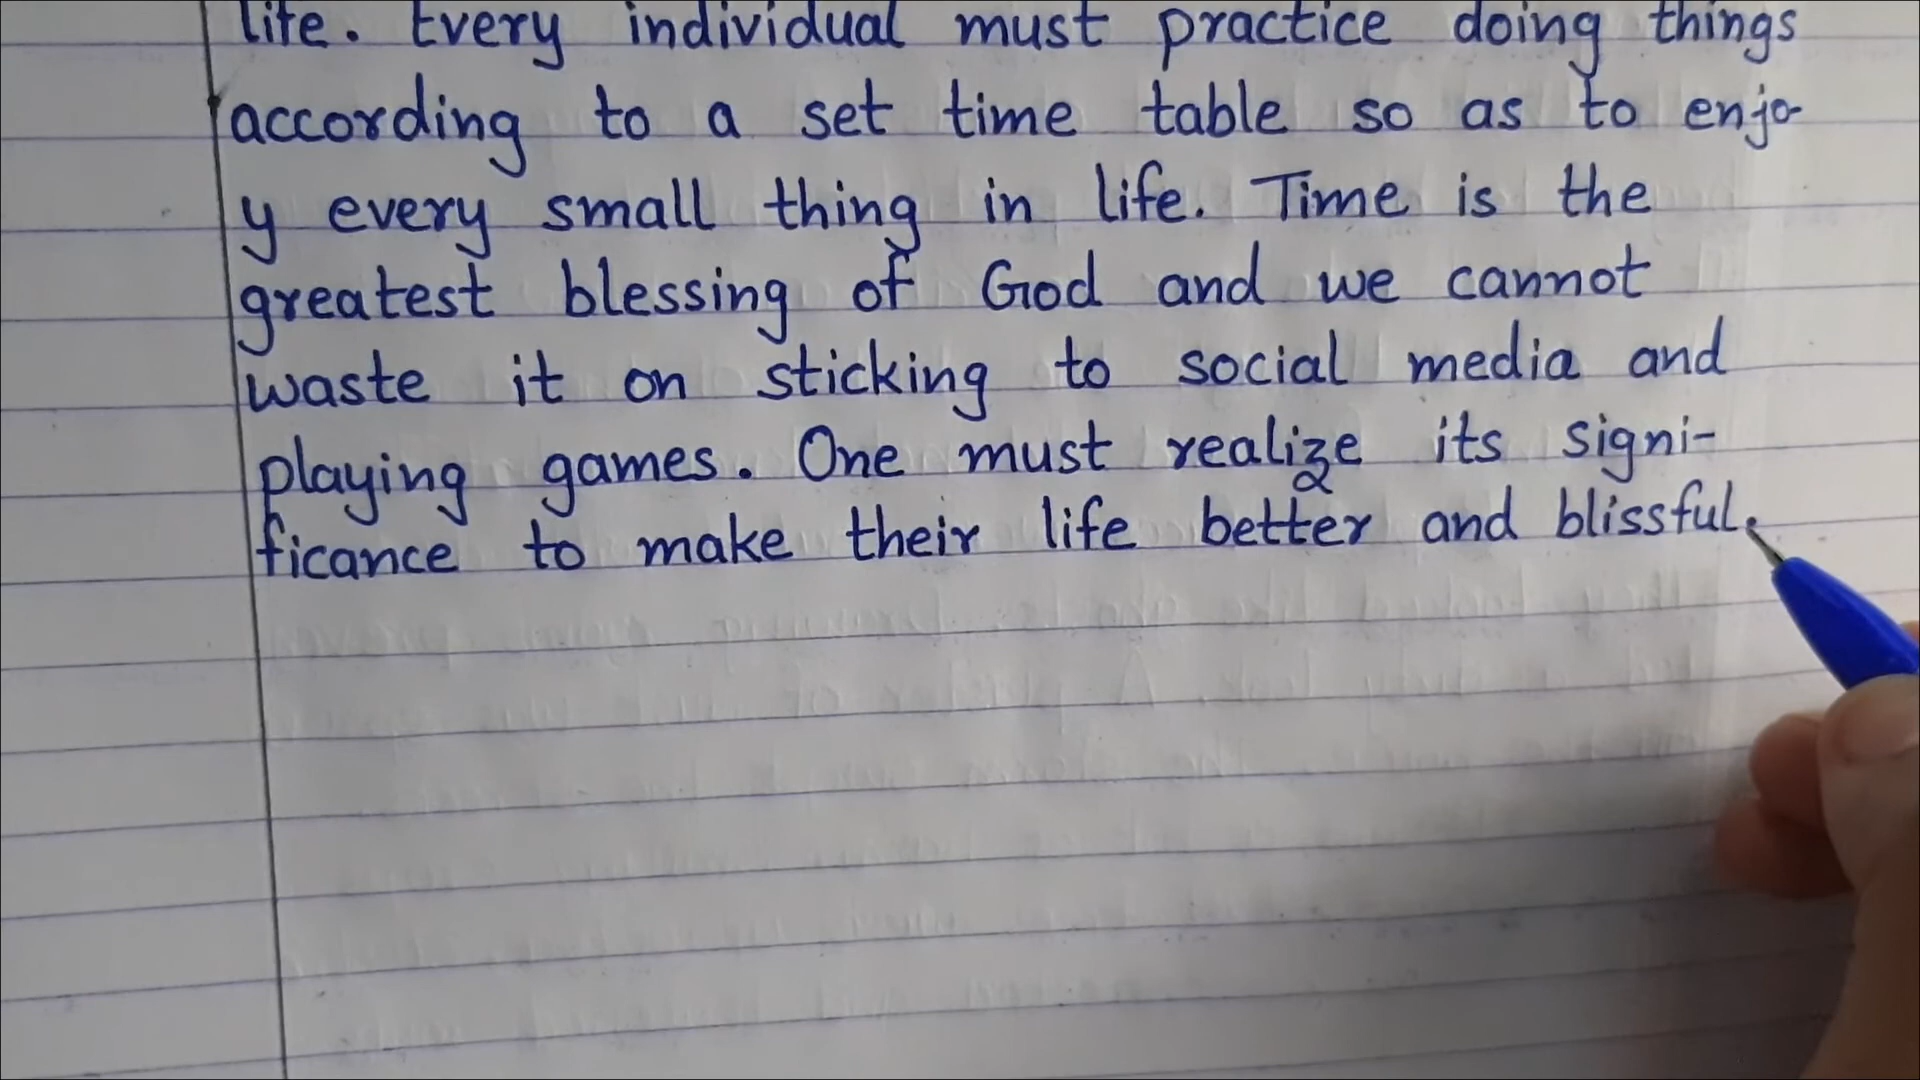 life. Every individual must practice doing things
according to a set time table so as to enjo-
y every small thing in life. Time is the
greatest blessing of God and we cannot
waste it on sticking to social media and
playing games. One must realize its signi-
ficance to make their life better and blissful.